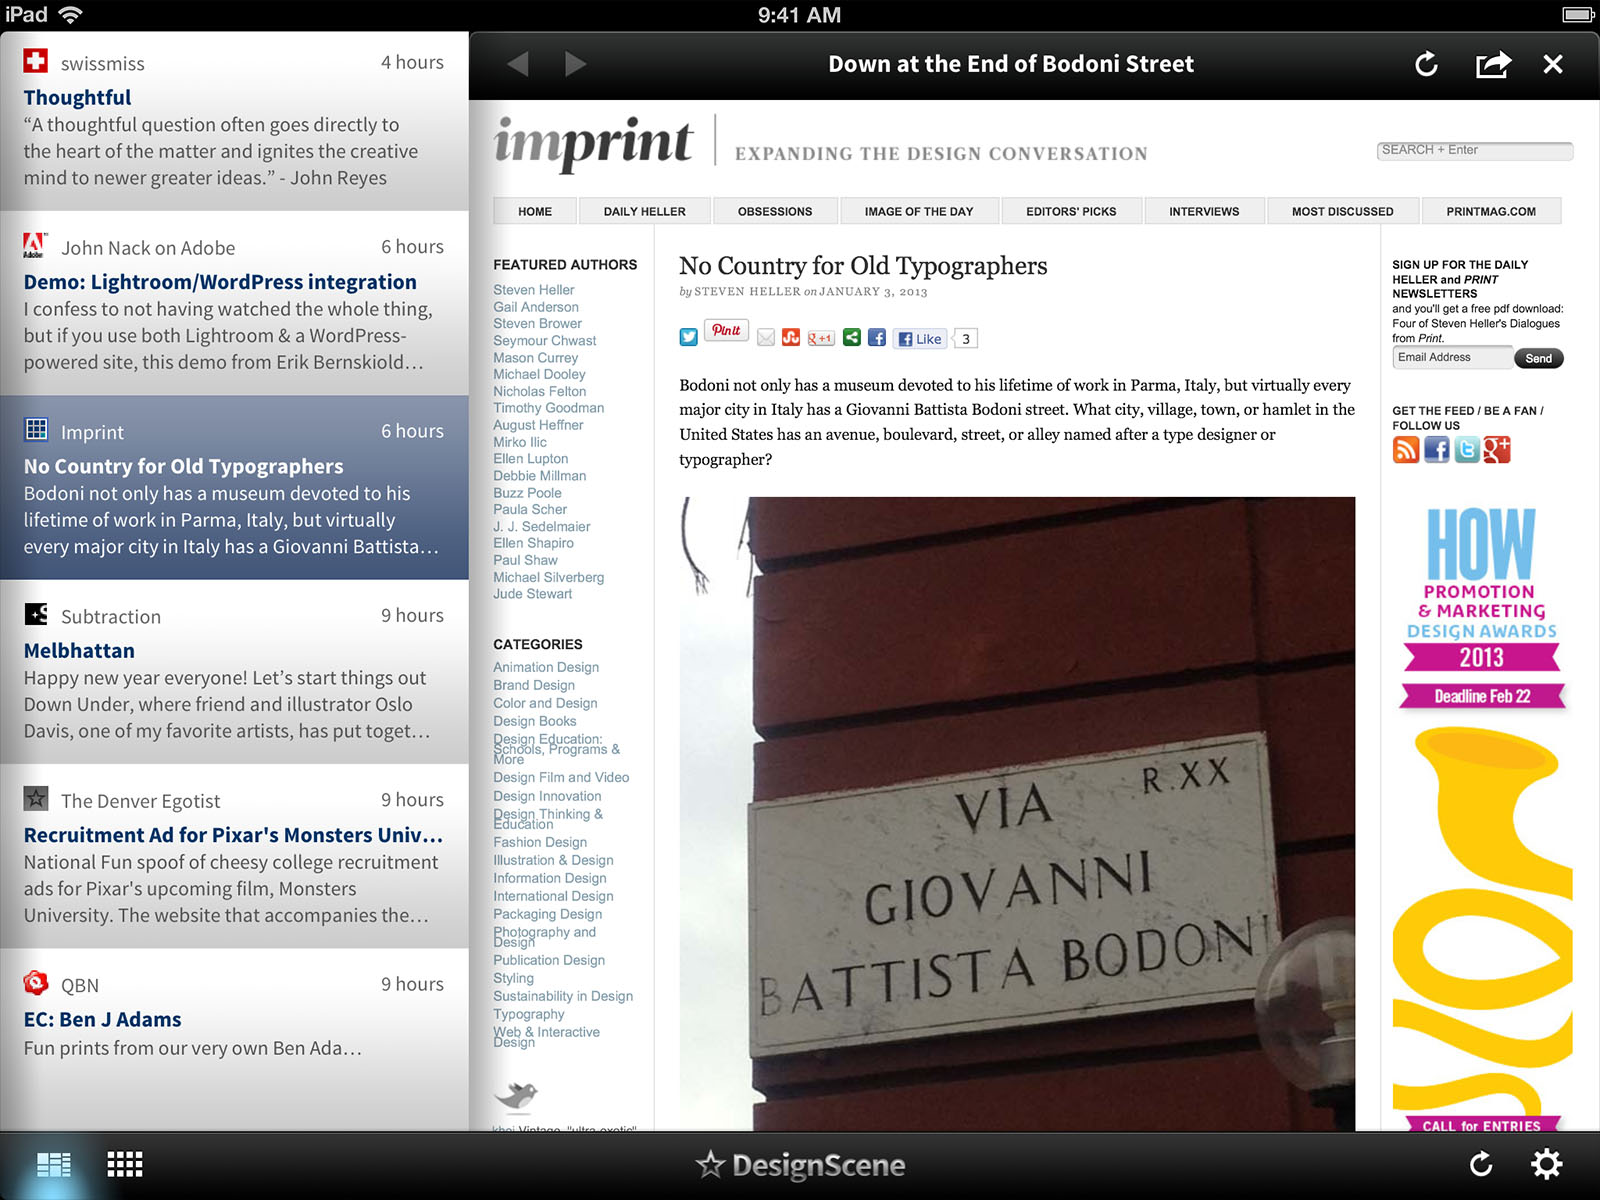 iPad
9:41 AM
swissmiss
4 hours
Thoughtful
“A thoughtful question often goes directly to
the heart of the matter and ignites the creative
mind to newer greater ideas.” - John Reyes
John Nack on Adobe
6 hours
Demo: Lightroom/WordPress integration
I confess to not having watched the whole thing,
but if you use both Lightroom & a WordPress-
powered site, this demo from Erik Bernskiold…
Imprint
6 hours
No Country for Old Typographers
Bodoni not only has a museum devoted to his
lifetime of work in Parma, Italy, but virtually
every major city in Italy has a Giovanni Battista…
Subtraction
9 hours
Melbhattan
Happy new year everyone! Let’s start things out
Down Under, where friend and illustrator Oslo
Davis, one of my favorite artists, has put toget…
The Denver Egotist
9 hours
Recruitment Ad for Pixar's Monsters Univ…
National Fun spoof of cheesy college recruitment
ads for Pixar's upcoming film, Monsters
University. The website that accompanies the…
QBN
9 hours
EC: Ben J Adams
Fun prints from our very own Ben Ada…
Down at the End of Bodoni Street
imprint
EXPANDING THE DESIGN CONVERSATION
SEARCH + Enter
HOME
DAILY HELLER
OBSESSIONS
IMAGE OF THE DAY
EDITORS' PICKS
INTERVIEWS
MOST DISCUSSED
PRINTMAG.COM
FEATURED AUTHORS
Steven Heller
Gail Anderson
Steven Brower
Seymour Chwast
Mason Currey
Michael Dooley
Nicholas Felton
Timothy Goodman
August Heffner
Mirko Ilic
Ellen Lupton
Debbie Millman
Buzz Poole
Paula Scher
J. J. Sedelmaier
Ellen Shapiro
Paul Shaw
Michael Silverberg
Jude Stewart
CATEGORIES
Animation Design
Brand Design
Color and Design
Design Books
Design Education:
Schools, Programs &
More
Design Film and Video
Design Innovation
Design Thinking &
Education
Fashion Design
Illustration & Design
Information Design
International Design
Packaging Design
Photography and
Design
Publication Design
Styling
Sustainability in Design
Typography
Web & Interactive
Design
khoi Vintage, "ultra-exotic"
No Country for Old Typographers
by STEVEN HELLER on JANUARY 3, 2013
Pin it
g +1
Like
3
Bodoni not only has a museum devoted to his lifetime of work in Parma, Italy, but virtually every
major city in Italy has a Giovanni Battista Bodoni street. What city, village, town, or hamlet in the
United States has an avenue, boulevard, street, or alley named after a type designer or
typographer?
VIA R.XX
GIOVANNI
BATTISTA BODONI
SIGN UP FOR THE DAILY
HELLER and PRINT
NEWSLETTERS
and you'll get a free pdf download:
Four of Steven Heller's Dialogues
from Print.
Email Address
Send
GET THE FEED / BE A FAN /
FOLLOW US
HOW
PROMOTION
& MARKETING
DESIGN AWARDS
2013
Deadline Feb 22
CALL for ENTRIES
DesignScene